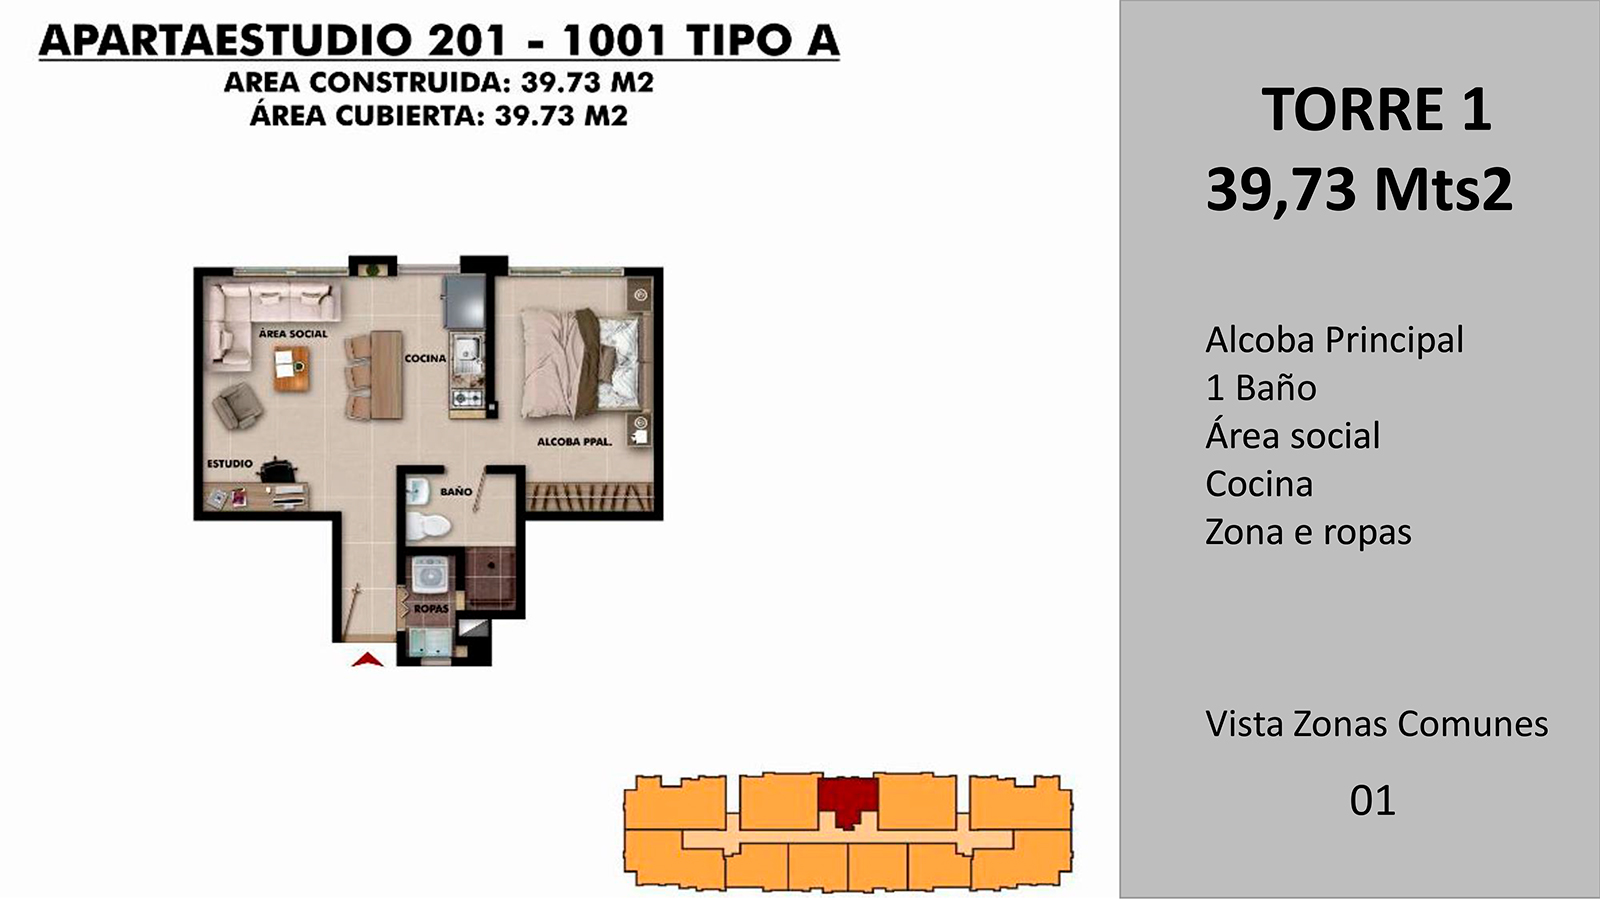 APARTAESTUDIO 201 - 1001 TIPO A
AREA CONSTRUIDA: 39.73 M2
ÁREA CUBIERTA: 39.73 M2
TORRE 1
39,73 Mts2
Alcoba Principal
1 Baño
Área social
Cocina
Zona e ropas
Vista Zonas Comunes
01
ÁREA SOCIAL
COCINA
ALCOBA PPAL.
ESTUDIO
BAÑO
ROPAS